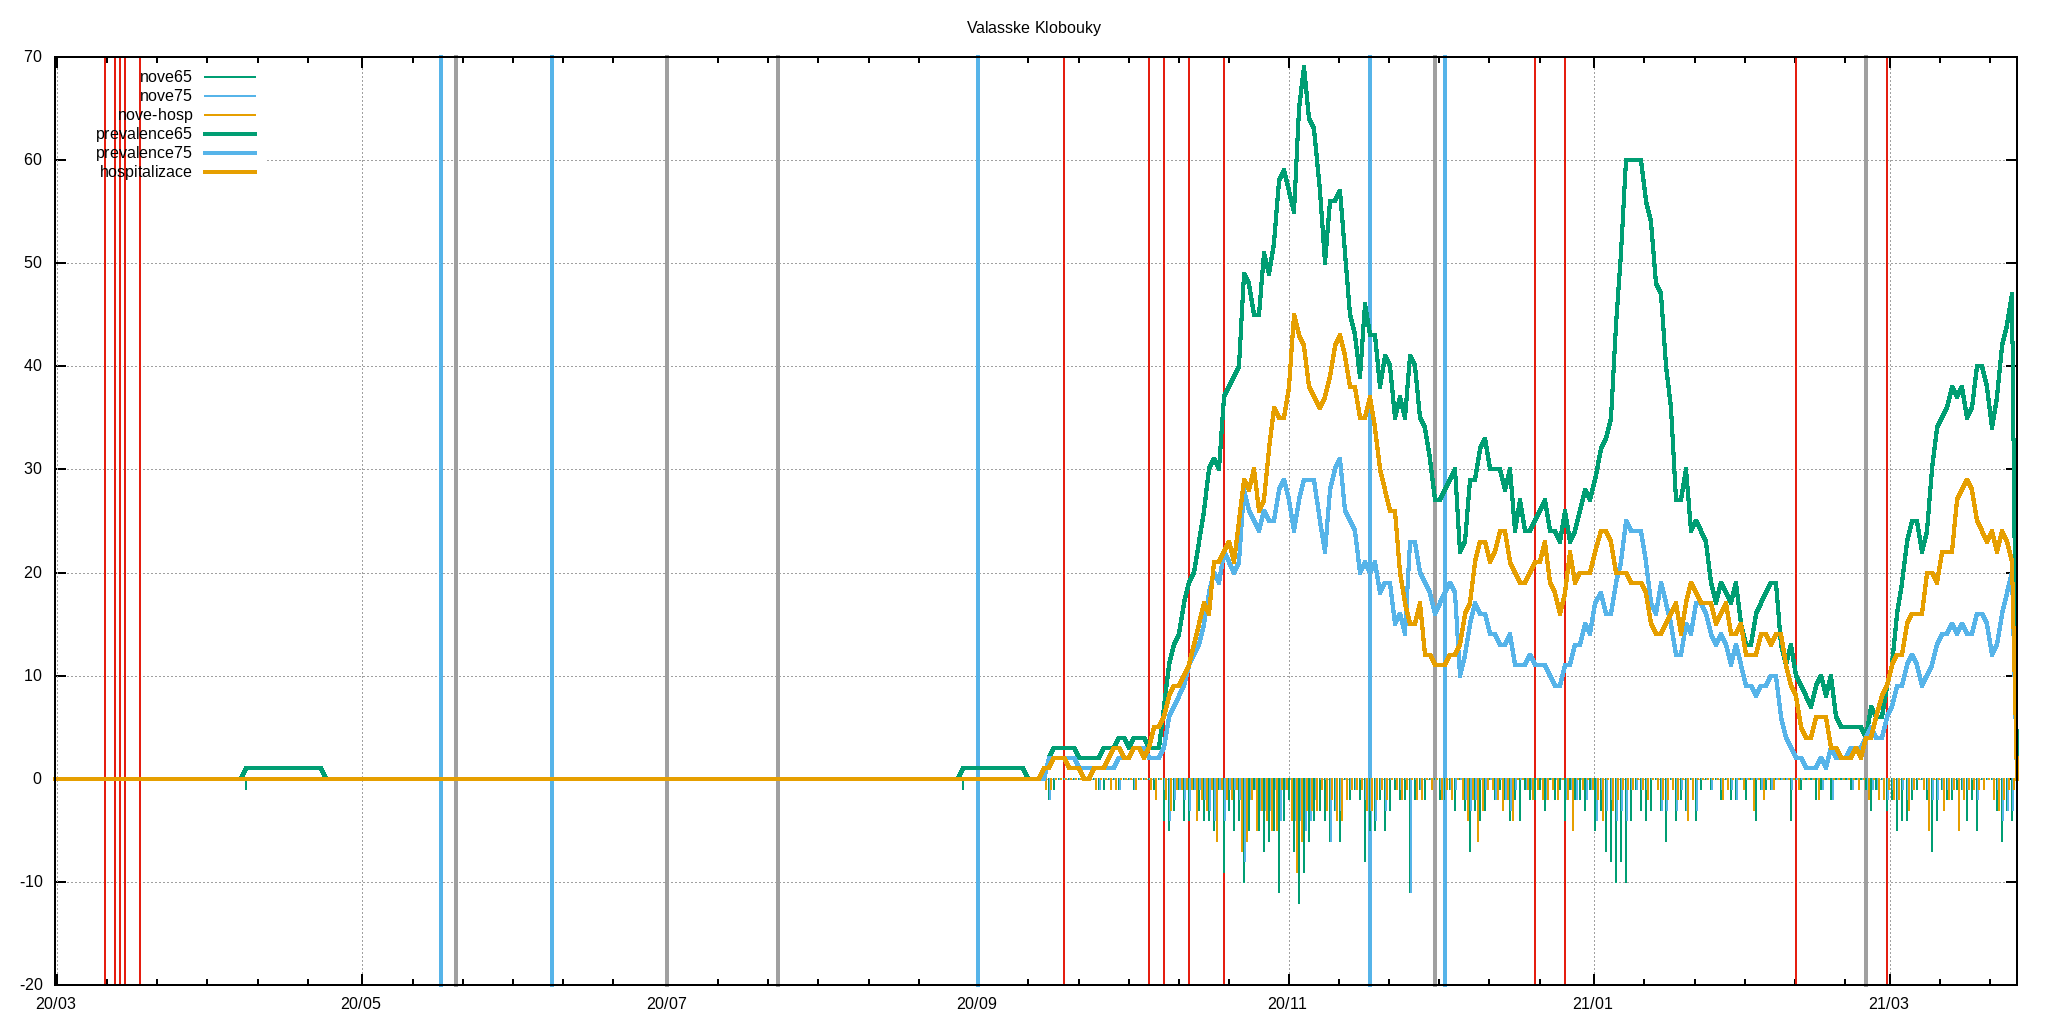 Valasske Klobouky
70
60
50
40
30
20
10
0
-10
-20
nove65
nove75
nove-hosp
prevalence65
prevalence75
hospitalizace
20/03 20/05 20/07 20/09 20/11 21/01 21/03